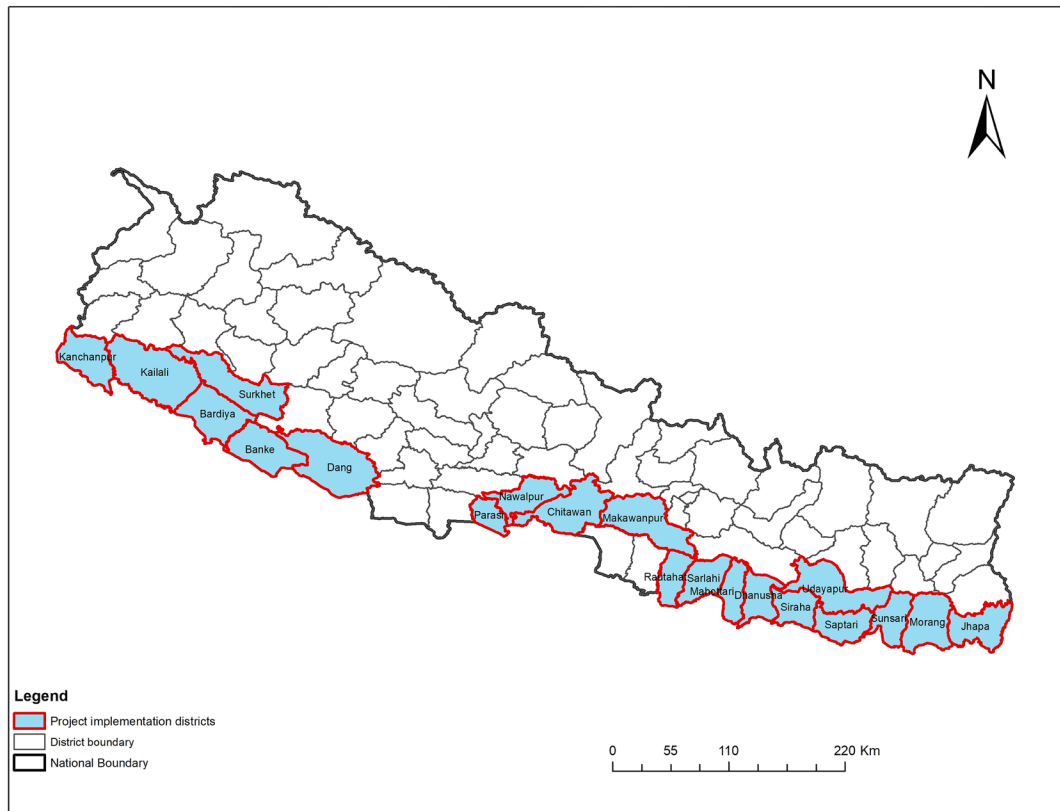 N
Kanchanpur
Kailali
Surkhet
Bardiya
Banke
Dang
Nawalpur
Parasi
Chitawan
Makawanpur
Rautahat
Sarlahi
Mahottari
Dhanusha
Udayapur
Siraha
Saptari
Sunsari
Morang
Jhapa
Legend
Project implementation districts
District boundary
National Boundary
0 55 110 220 Km